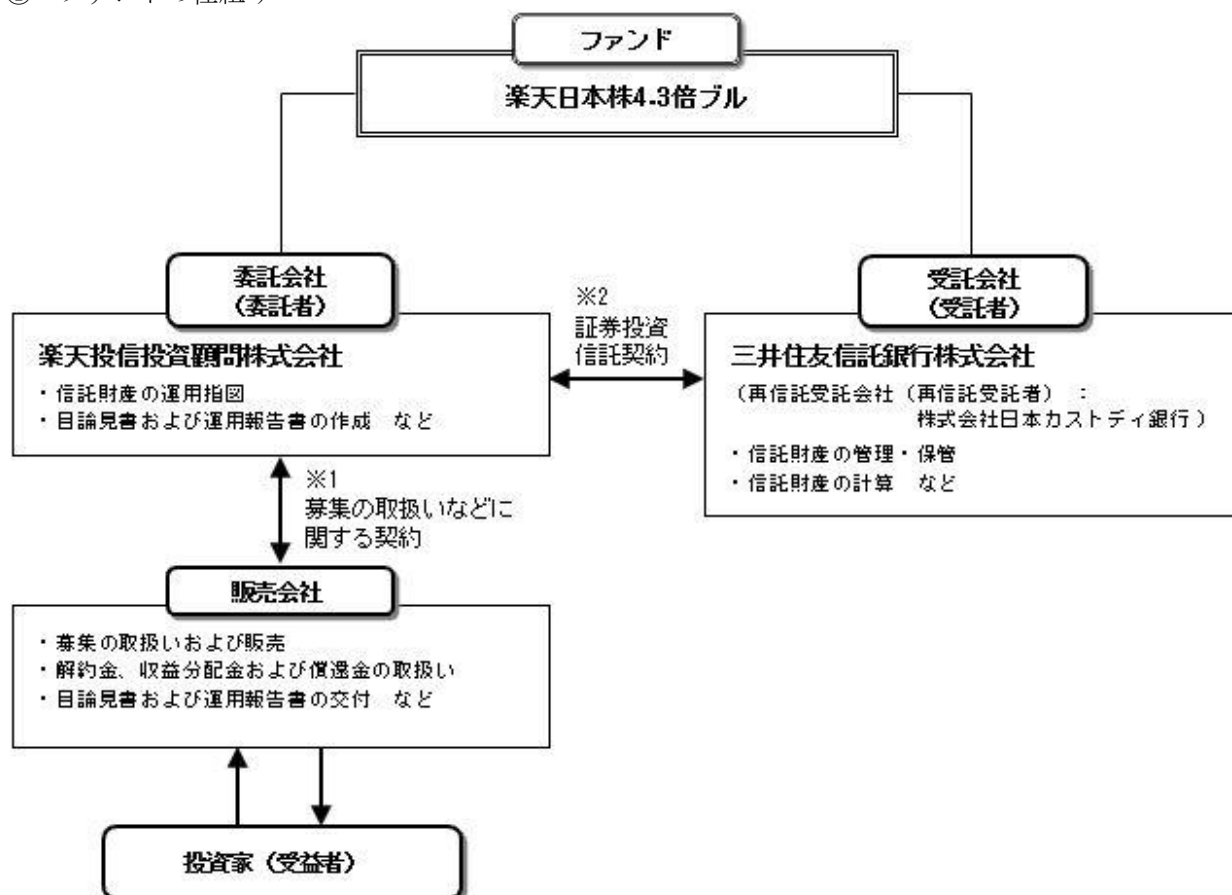 ファンド
楽天日本株4.3倍ブル
委託会社
（委託者）
楽天投信投資顧問株式会社
・信託財産の運用指図
・目論見書および運用報告書の作成　など
※2
証券投資
信託契約
受託会社
（受託者）
三井住友信託銀行株式会社
（再信託受託会社（再信託受託者）：
株式会社日本カストディ銀行）
・信託財産の管理・保管
・信託財産の計算　など
※1
募集の取扱いなどに
関する契約
販売会社
・募集の取扱いおよび販売
・解約金、収益分配金および償還金の取扱い
・目論見書および運用報告書の交付　など
投資家（受益者）